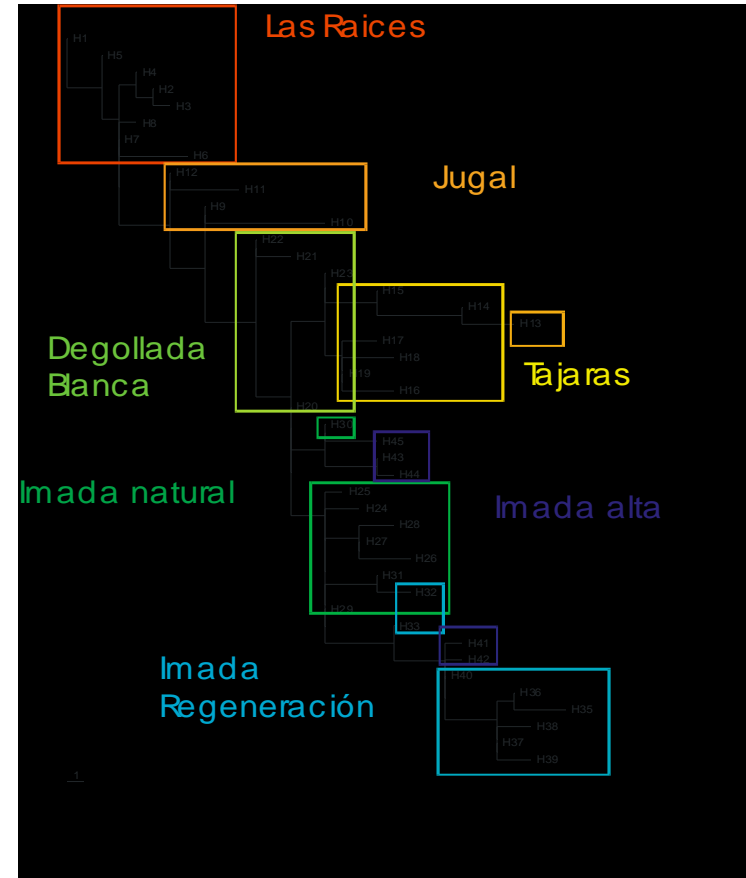 Las Raices
H1
H5
H4
H2
H3
H8
H7
H6
H12
Jugal
H11
H9
H10
H22
H21
H23
H15
H14
H13
H17
Degollada
Blanca
H18
H19
Tajaras
H16
H20
H30
H45
H43
H44
Imada natural
H25
Imada alta
H24
H28
H27
H26
H31
H32
H29
H33
H41
H42
Imada
Regeneración
H40
H36
H35
H38
H37
H39
1